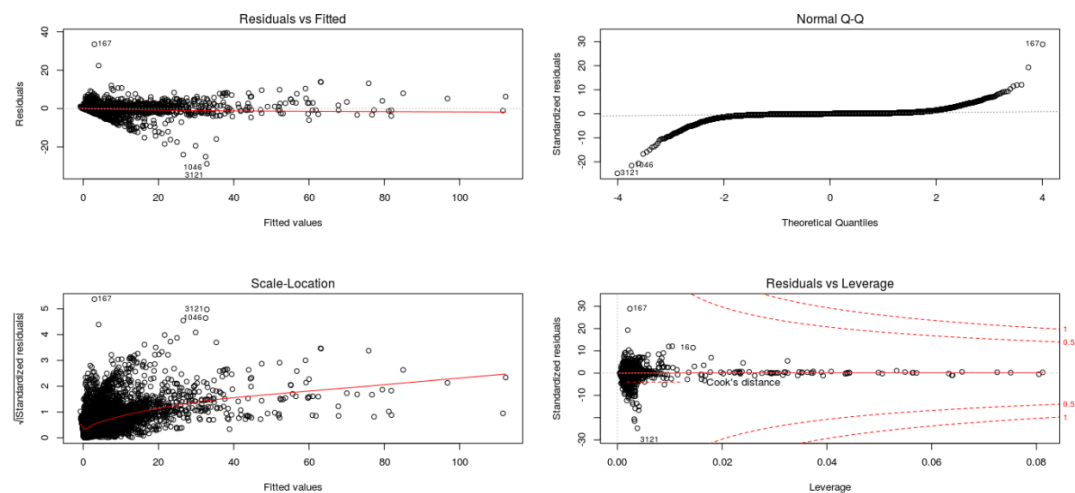 Residuals vs Fitted
Residuals
-20 0 20 40
167
1046
3121
0 20 40 60 80 100
Fitted values
Normal Q-Q
Standardized residuals
-30 -20 -10 0 10 20 30
167
1046
3121
-4 -2 0 2 4
Theoretical Quantiles
Scale-Location
√|Standardized residuals|
0 1 2 3 4 5
167
3121
1046
0 20 40 60 80 100
Fitted values
Residuals vs Leverage
Standardized residuals
-30 -20 -10 0 10 20 30
167
16
Cook's distance
3121
1
0.5
0.5
1
0.00 0.02 0.04 0.06 0.08
Leverage